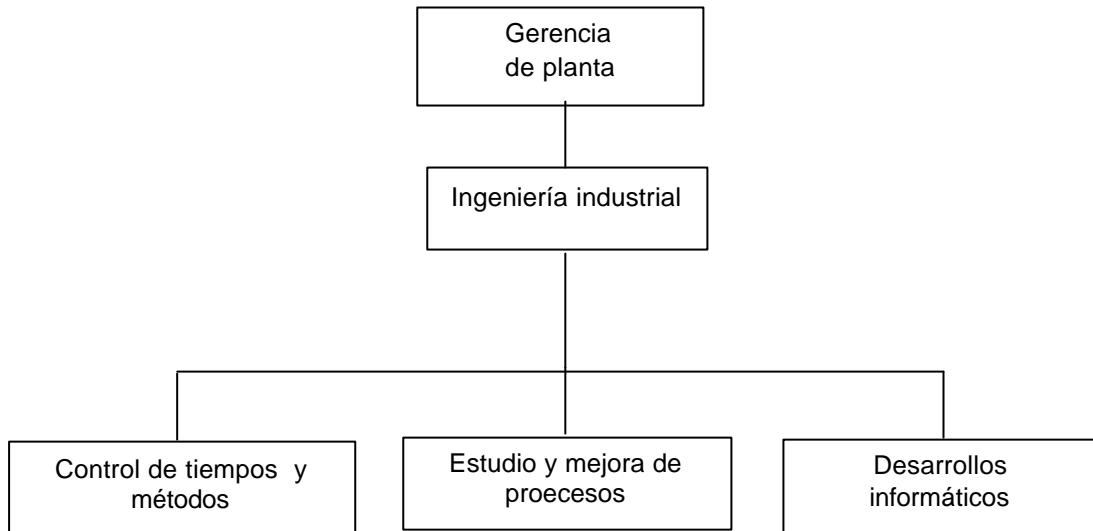 Gerencia
de planta
Ingeniería industrial
Control de tiempos y
métodos
Estudio y mejora de
proecesos
Desarrollos
informáticos